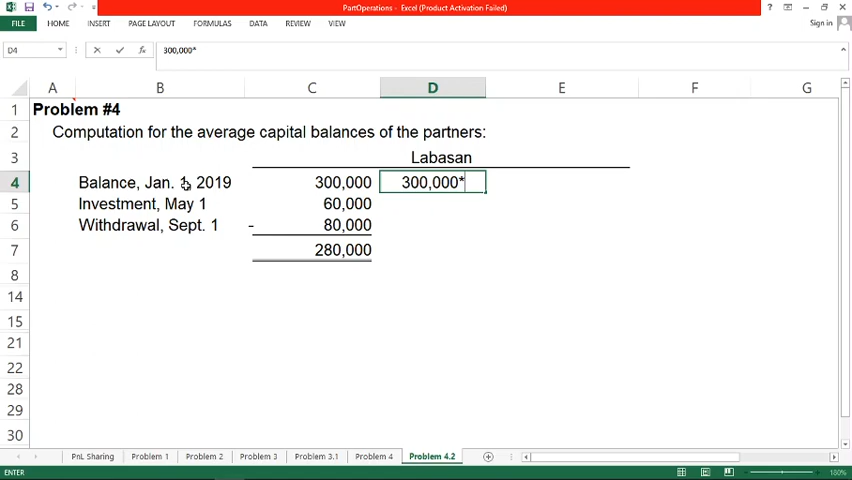 PartOperations - Excel (Product Activation Failed)
FILE HOME INSERT PAGE LAYOUT FORMULAS DATA REVIEW VIEW Sign in
D4 fx 300,000*
A B C D E F G
1 Problem #4
2 Computation for the average capital balances of the partners:
3 Labasan
4 Balance, Jan. 1, 2019 300,000 300,000*
5 Investment, May 1 60,000
6 Withdrawal, Sept. 1 - 80,000
7 280,000
8
14
15
21
22
28
29
30
PnL Sharing Problem 1 Problem 2 Problem 3 Problem 3.1 Problem 4 Problem 4.2
ENTER 180%